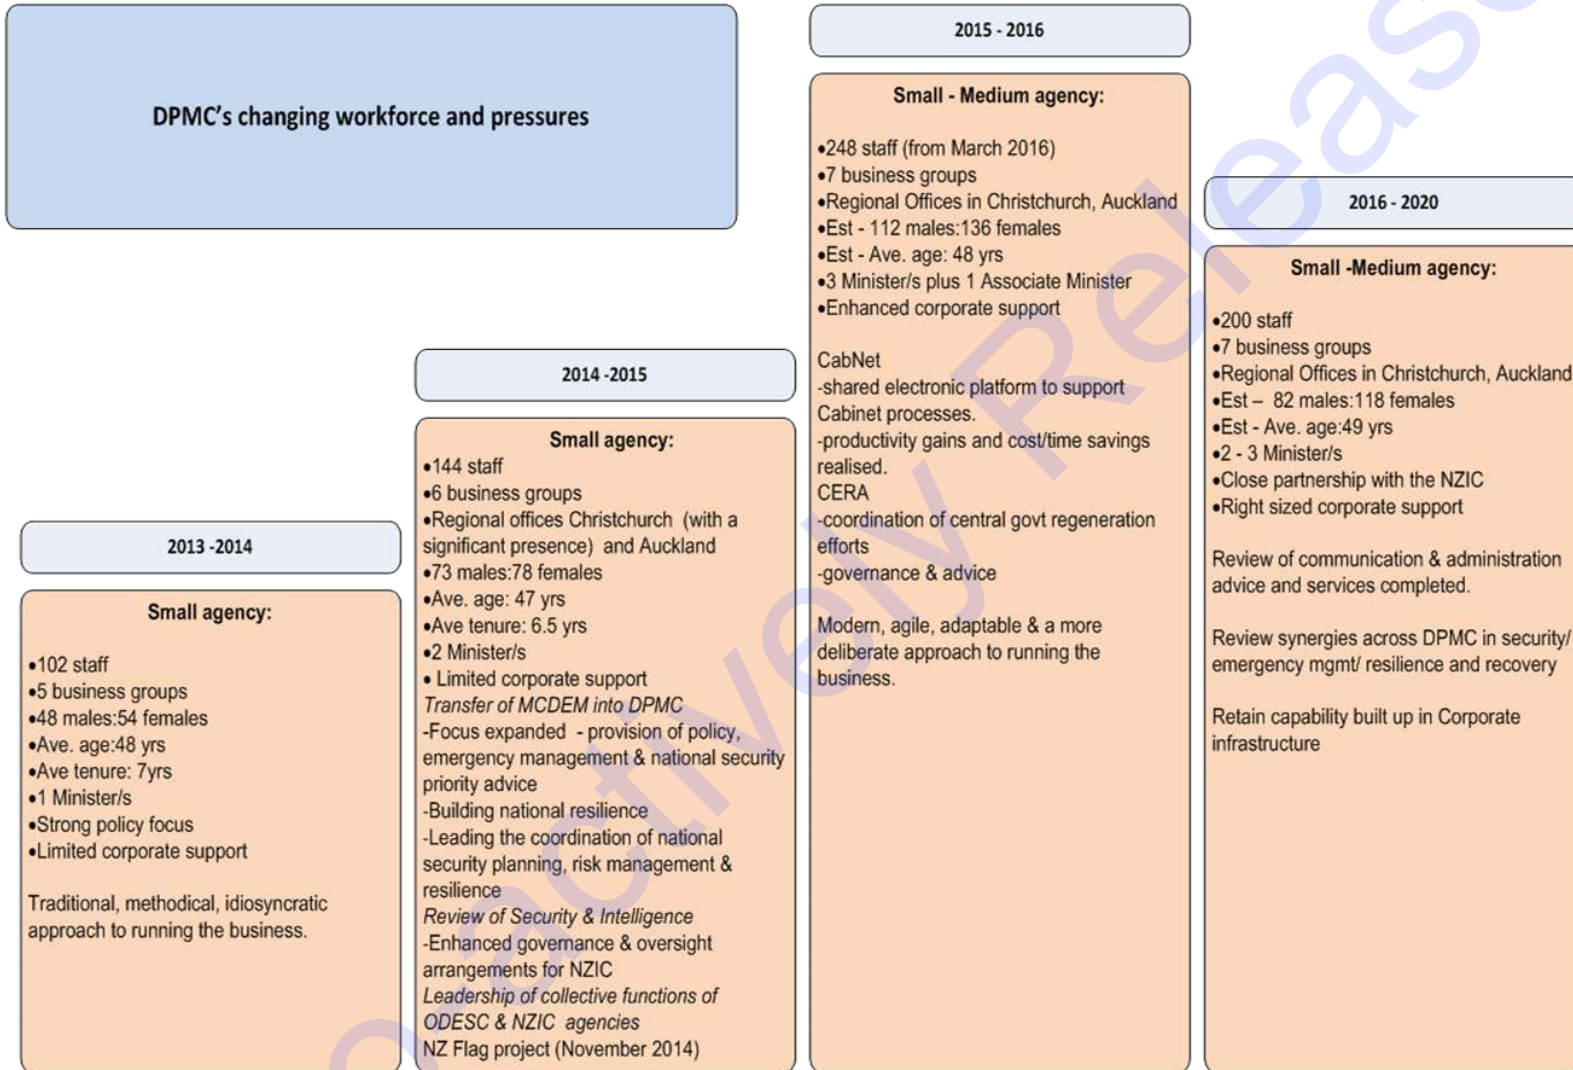 DPMC's changing workforce and pressures
2013 -2014
Small agency:
•102 staff
•5 business groups
•48 males:54 females
•Ave. age:48 yrs
•Ave tenure: 7yrs
•1 Minister/s
•Strong policy focus
•Limited corporate support
Traditional, methodical, idiosyncratic
approach to running the business.
2014 -2015
Small agency:
•144 staff
•6 business groups
•Regional offices Christchurch (with a
significant presence) and Auckland
•73 males:78 females
•Ave. age: 47 yrs
•Ave tenure: 6.5 yrs
•2 Minister/s
• Limited corporate support
Transfer of MCDEM into DPMC
-Focus expanded - provision of policy,
emergency management & national security
priority advice
-Building national resilience
-Leading the coordination of national
security planning, risk management &
resilience
Review of Security & Intelligence
-Enhanced governance & oversight
arrangements for NZIC
Leadership of collective functions of
ODESC & NZIC agencies
NZ Flag project (November 2014)
2015 - 2016
Small - Medium agency:
•248 staff (from March 2016)
•7 business groups
•Regional Offices in Christchurch, Auckland
•Est - 112 males:136 females
•Est - Ave. age: 48 yrs
•3 Minister/s plus 1 Associate Minister
•Enhanced corporate support
CabNet
-shared electronic platform to support
Cabinet processes.
-productivity gains and cost/time savings
realised.
CERA
-coordination of central govt regeneration
efforts
-governance & advice
Modern, agile, adaptable & a more
deliberate approach to running the
business.
2016 - 2020
Small -Medium agency:
•200 staff
•7 business groups
•Regional Offices in Christchurch, Auckland
•Est – 82 males:118 females
•Est - Ave. age:49 yrs
•2 - 3 Minister/s
•Close partnership with the NZIC
•Right sized corporate support
Review of communication & administration
advice and services completed.
Review synergies across DPMC in security/
emergency mgmt/ resilience and recovery
Retain capability built up in Corporate
infrastructure